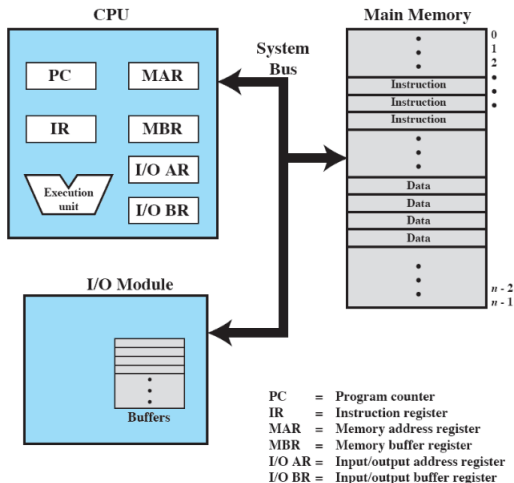 CPU
PC
MAR
IR
MBR
I/O AR
I/O BR
Execution
unit
System
Bus
Main Memory
0
1
2
Instruction
Instruction
Instruction
Data
Data
Data
Data
n - 2
n - 1
I/O Module
Buffers
PC = Program counter
IR = Instruction register
MAR = Memory address register
MBR = Memory buffer register
I/O AR = Input/output address register
I/O BR = Input/output buffer register